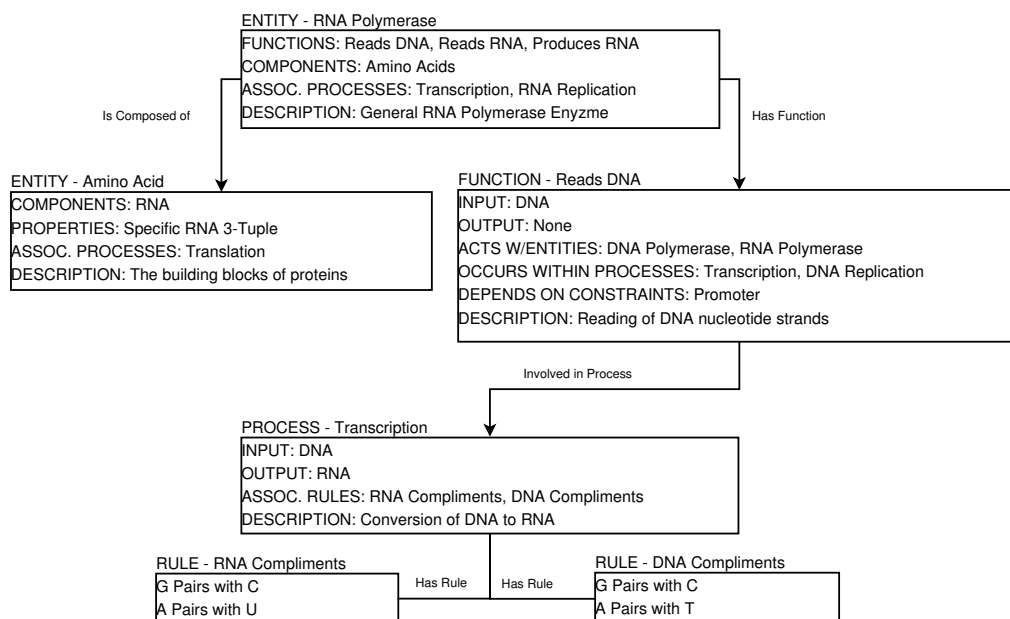 ENTITY - RNA Polymerase
FUNCTIONS: Reads DNA, Reads RNA, Produces RNA
COMPONENTS: Amino Acids
ASSOC. PROCESSES: Transcription, RNA Replication
DESCRIPTION: General RNA Polymerase Enyzme
Is Composed of
Has Function
ENTITY - Amino Acid
COMPONENTS: RNA
PROPERTIES: Specific RNA 3-Tuple
ASSOC. PROCESSES: Translation
DESCRIPTION: The building blocks of proteins
FUNCTION - Reads DNA
INPUT: DNA
OUTPUT: None
ACTS W/ENTITIES: DNA Polymerase, RNA Polymerase
OCCURS WITHIN PROCESSES: Transcription, DNA Replication
DEPENDS ON CONSTRAINTS: Promoter
DESCRIPTION: Reading of DNA nucleotide strands
Involved in Process
PROCESS - Transcription
INPUT: DNA
OUTPUT: RNA
ASSOC. RULES: RNA Compliments, DNA Compliments
DESCRIPTION: Conversion of DNA to RNA
RULE - RNA Compliments
G Pairs with C
A Pairs with U
Has Rule
Has Rule
RULE - DNA Compliments
G Pairs with C
A Pairs with T